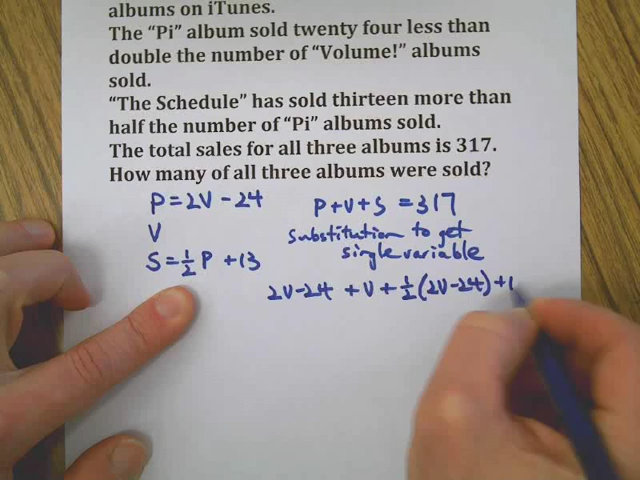 albums on iTunes.
The “Pi” album sold twenty four less than
double the number of “Volume!” albums
sold.
“The Schedule” has sold thirteen more than
half the number of “Pi” albums sold.
The total sales for all three albums is 317.
How many of all three albums were sold?
P=2V-24
P+V+S =317
V
Substitution to get
single variable
S=½P +13
2V-24 +V+½(2V-24)+1